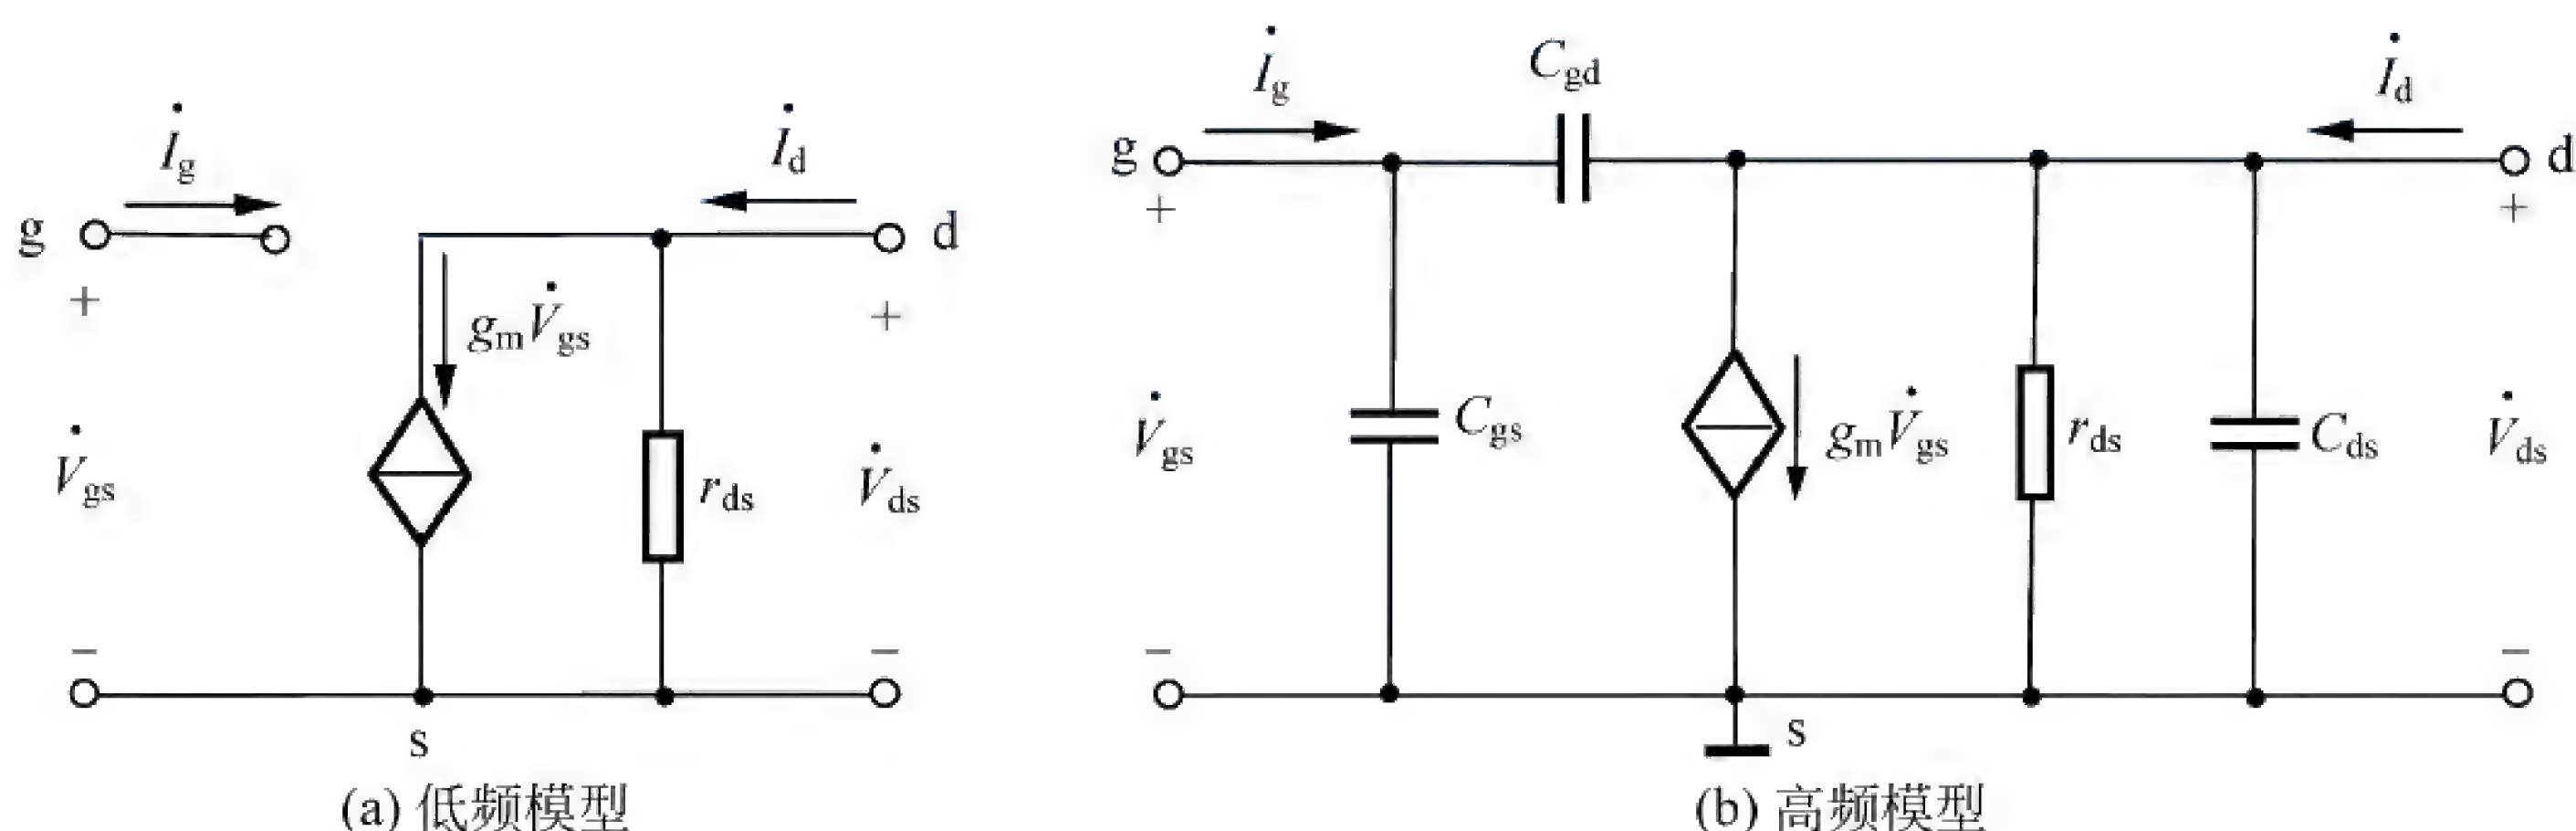 İg
İd
g
d
+
+
gmV̇gs
V̇gs
rds
V̇ds
−
−
s
(a) 低频模型
İg
Cgd
İd
g
d
+
+
V̇gs
Cgs
gmV̇gs
rds
Cds
V̇ds
−
−
s
(b) 高频模型